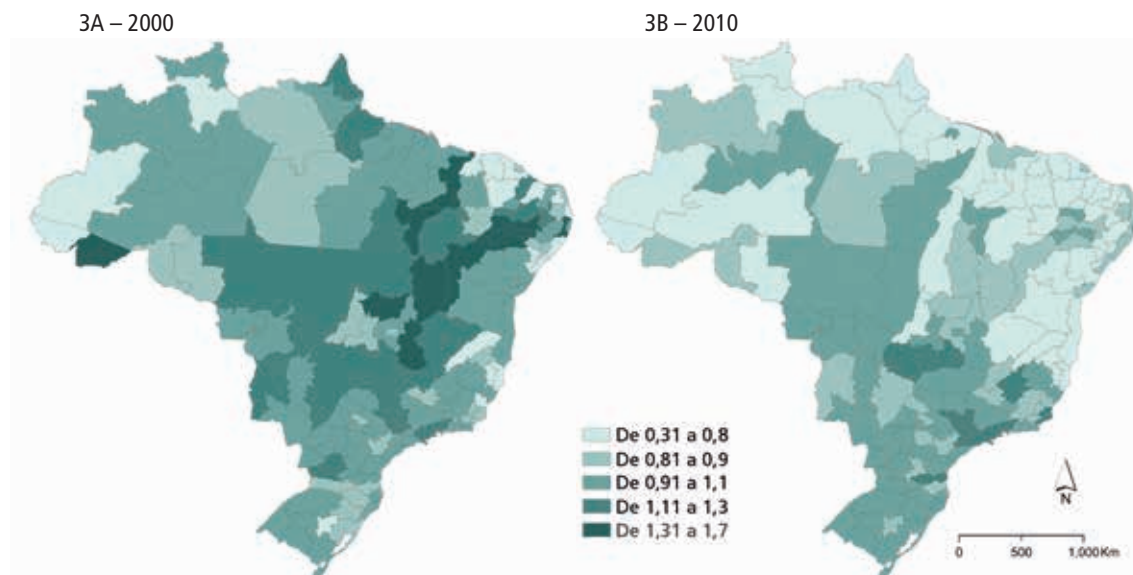 3A – 2000
3B – 2010
De 0,31 a 0,8
De 0,81 a 0,9
De 0,91 a 1,1
De 1,11 a 1,3
De 1,31 a 1,7
N
0 500 1,000 Km